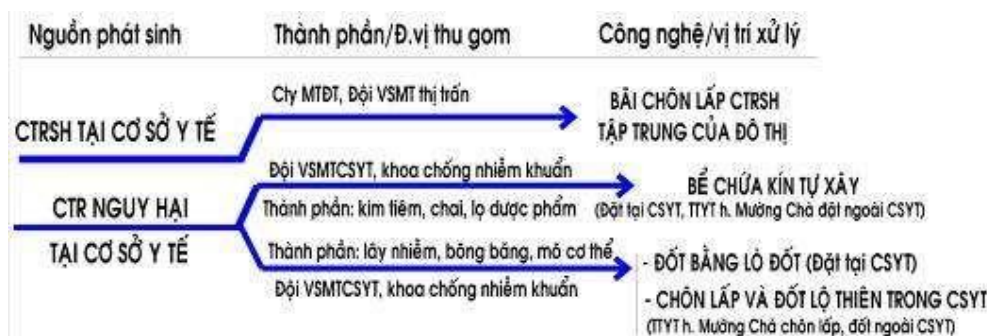 Nguồn phát sinh
Thành phần/Đ.vị thu gom
Công nghệ/vị trí xử lý
Cty MTĐT, Đội VSMT thị trấn
CTRSH TẠI CƠ SỞ Y TẾ
BÃI CHÔN LẤP CTRSH
TẬP TRUNG CỦA ĐÔ THỊ
Đội VSMTCSYT, khoa chống nhiễm khuẩn
CTR NGUY HẠI
TẠI CƠ SỞ Y TẾ
Thành phần: kim tiêm, chai, lọ dược phẩm
BỂ CHỨA KÍN TỰ XÂY
(Đặt tại CSYT, TTYT h. Mường Chà đặt ngoài CSYT)
Thành phần: lây nhiễm, bông băng, mô cơ thể
Đội VSMTCSYT, khoa chống nhiễm khuẩn
- ĐỐT BẰNG LÒ ĐỐT (Đặt tại CSYT)
- CHÔN LẤP VÀ ĐỐT LỘ THIÊN TRONG CSYT
(TTYT h. Mường Chà chôn lấp, đốt ngoài CSYT)